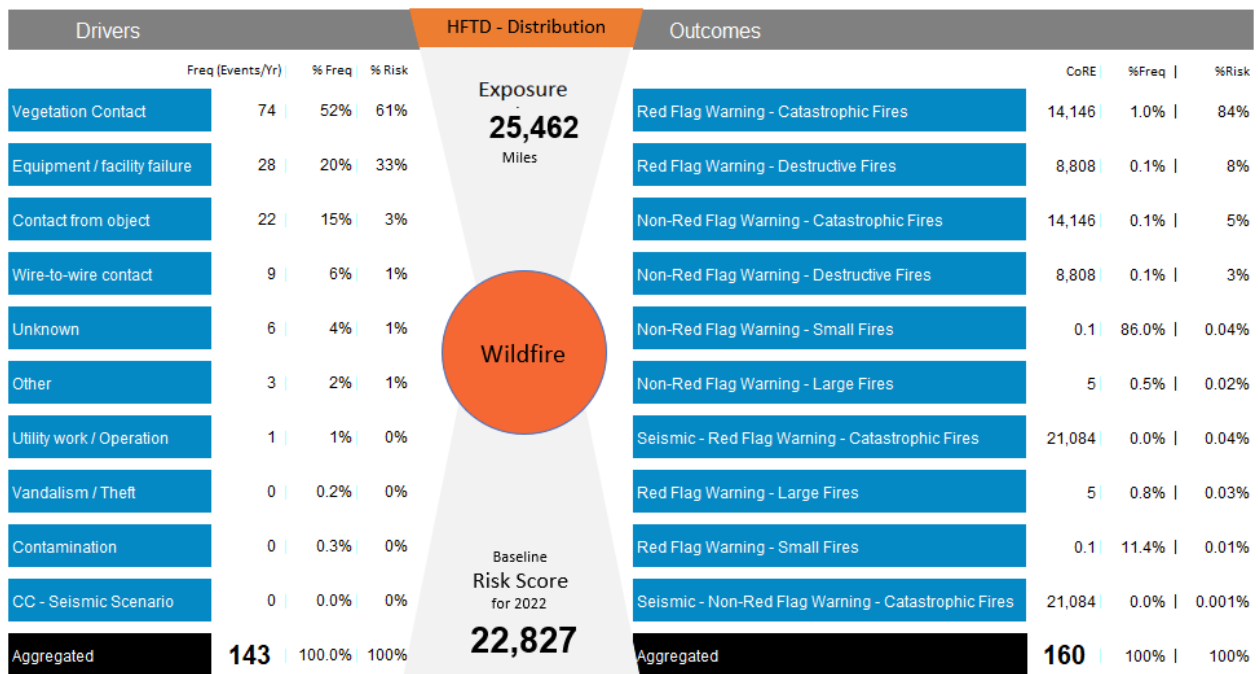 Drivers HFTD - Distribution Outcomes
Freq (Events/Yr) % Freq % Risk CoRE %Freq %Risk
Vegetation Contact 74 52% 61%
Equipment / facility failure 28 20% 33%
Contact from object 22 15% 3%
Wire-to-wire contact 9 6% 1%
Unknown 6 4% 1%
Other 3 2% 1%
Utility work / Operation 1 1% 0%
Vandalism / Theft 0 0.2% 0%
Contamination 0 0.3% 0%
CC - Seismic Scenario 0 0.0% 0%
Aggregated 143 100.0% 100%
Exposure
25,462
Miles
Wildfire
Baseline
Risk Score
for 2022
22,827
Red Flag Warning - Catastrophic Fires 14,146 1.0% | 84%
Red Flag Warning - Destructive Fires 8,808 0.1% | 8%
Non-Red Flag Warning - Catastrophic Fires 14,146 0.1% | 5%
Non-Red Flag Warning - Destructive Fires 8,808 0.1% | 3%
Non-Red Flag Warning - Small Fires 0.1 86.0% | 0.04%
Non-Red Flag Warning - Large Fires 5 0.5% | 0.02%
Seismic - Red Flag Warning - Catastrophic Fires 21,084 0.0% | 0.04%
Red Flag Warning - Large Fires 5 0.8% | 0.03%
Red Flag Warning - Small Fires 0.1 11.4% | 0.01%
Seismic - Non-Red Flag Warning - Catastrophic Fires 21,084 0.0% | 0.001%
Aggregated 160 100% | 100%